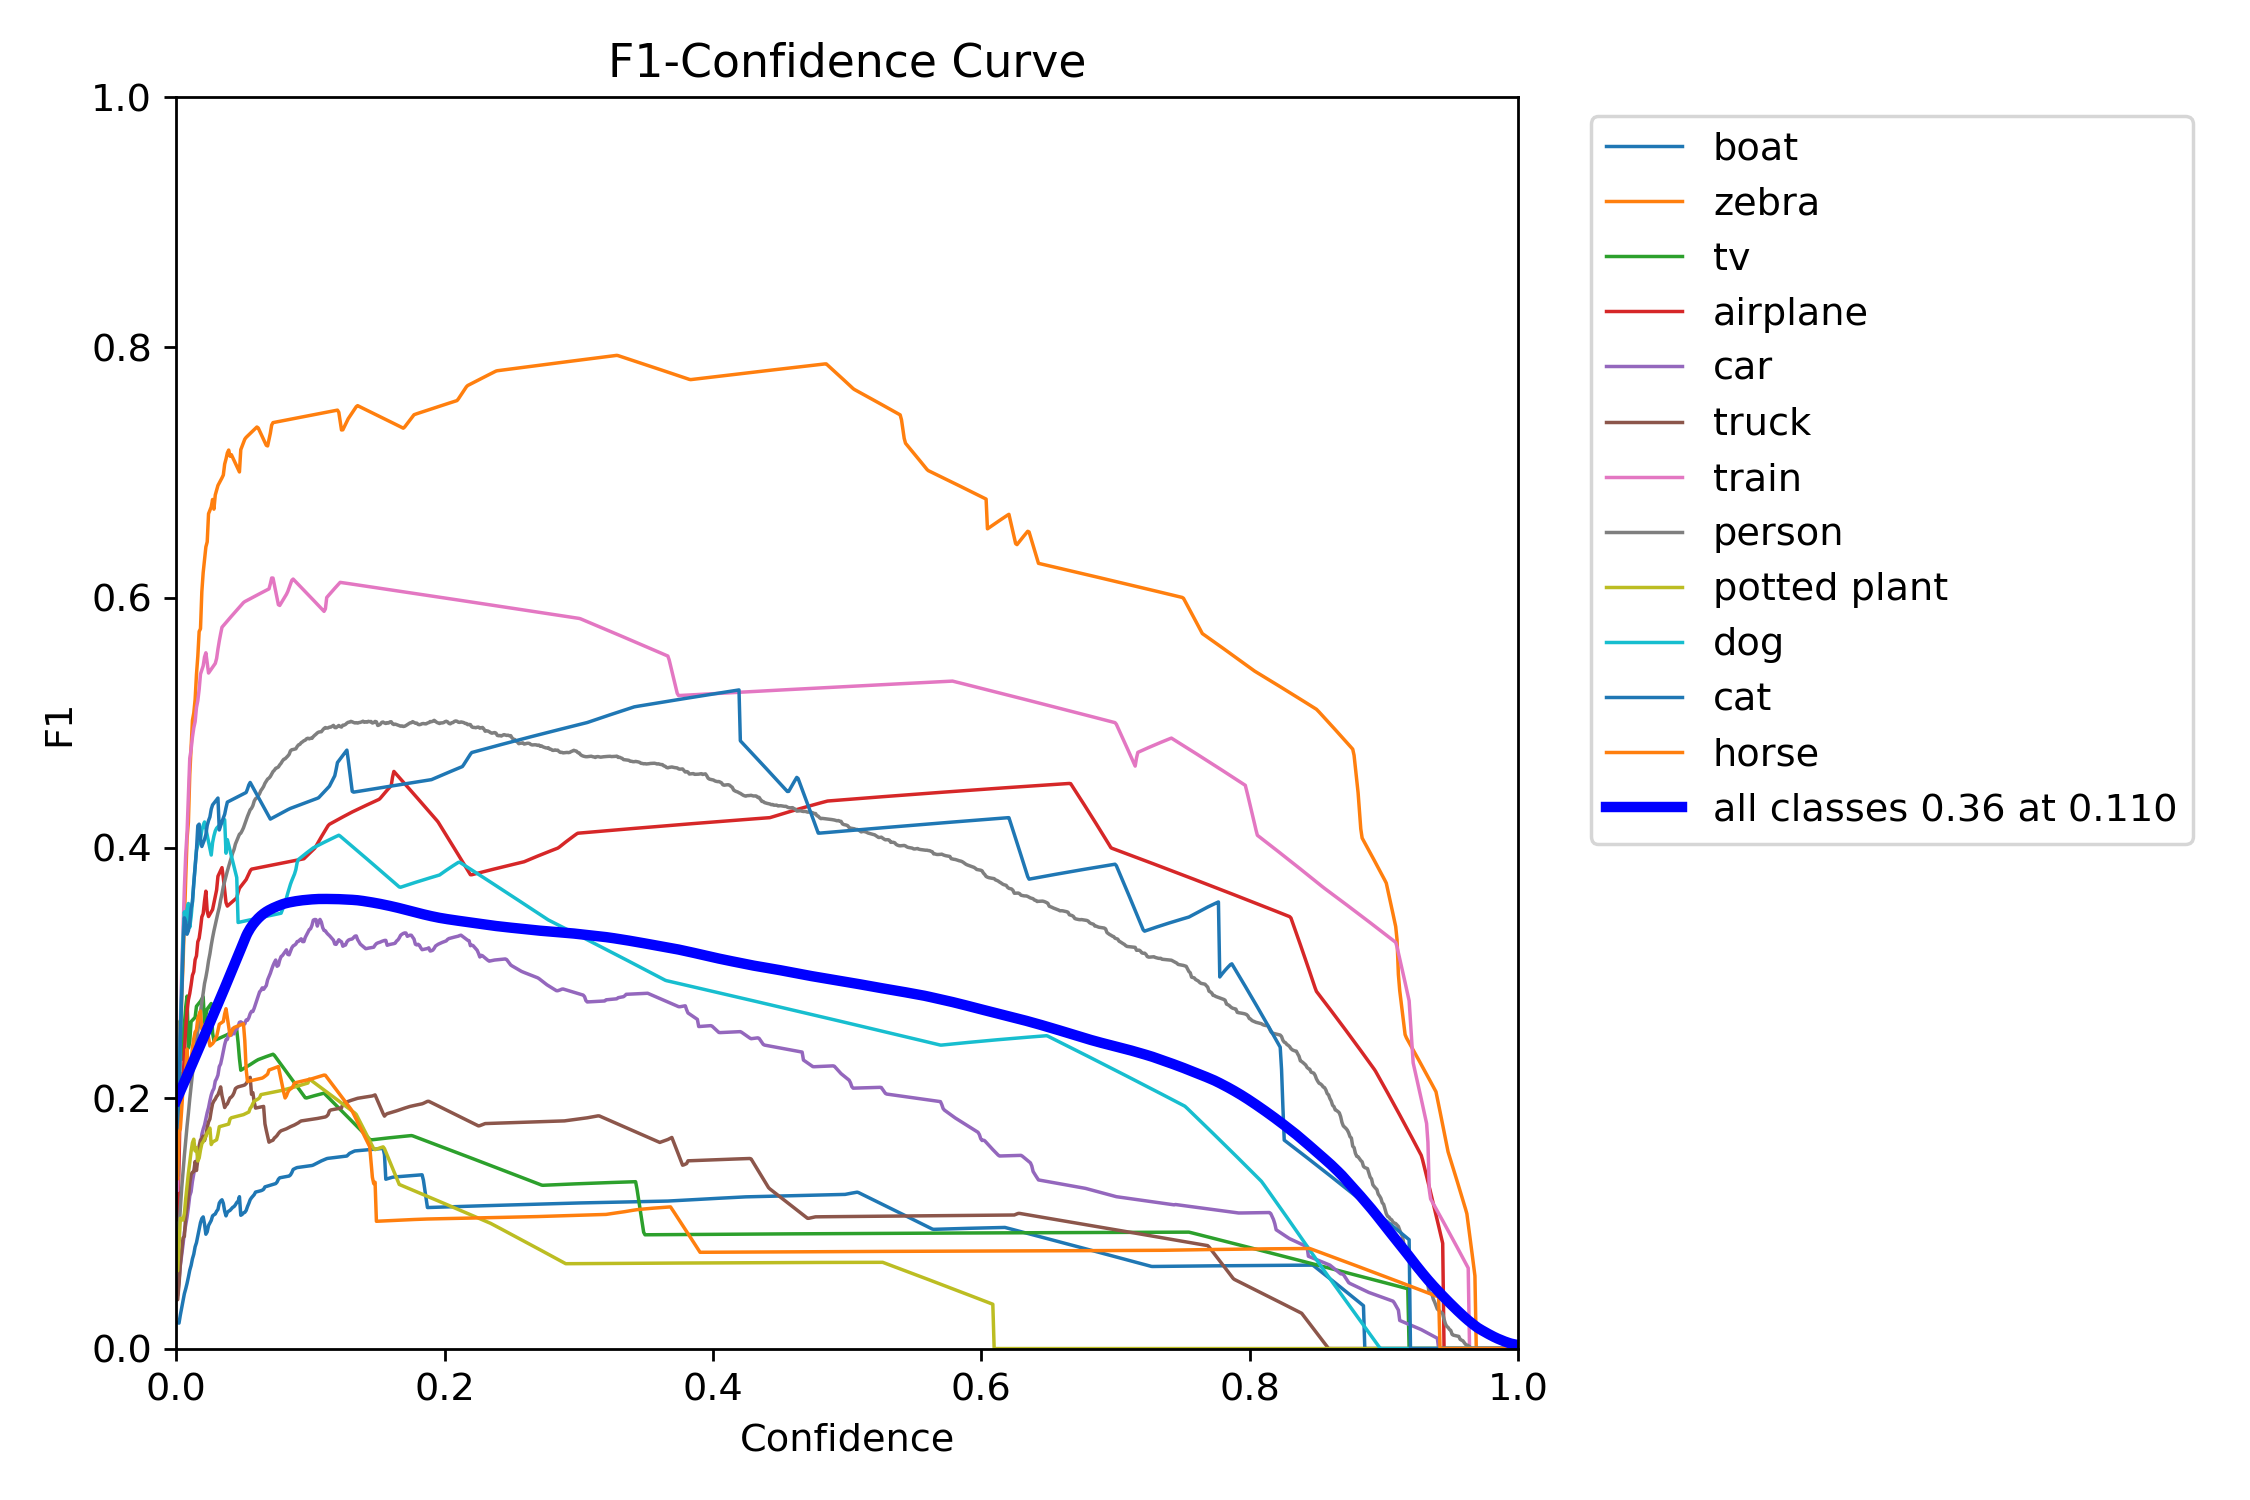 F1-Confidence Curve
1.0
0.8
0.6
0.4
0.2
0.0
F1
0.0 0.2 0.4 0.6 0.8 1.0
Confidence
boat
zebra
tv
airplane
car
truck
train
person
potted plant
dog
cat
horse
all classes 0.36 at 0.110